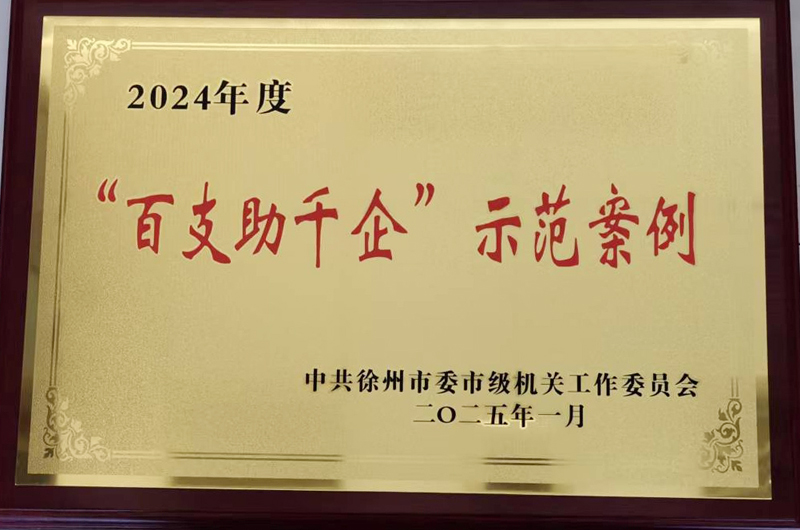 2024年度
“百支助千企”示范案例
中共徐州市委市级机关工作委员会
二〇二五年一月